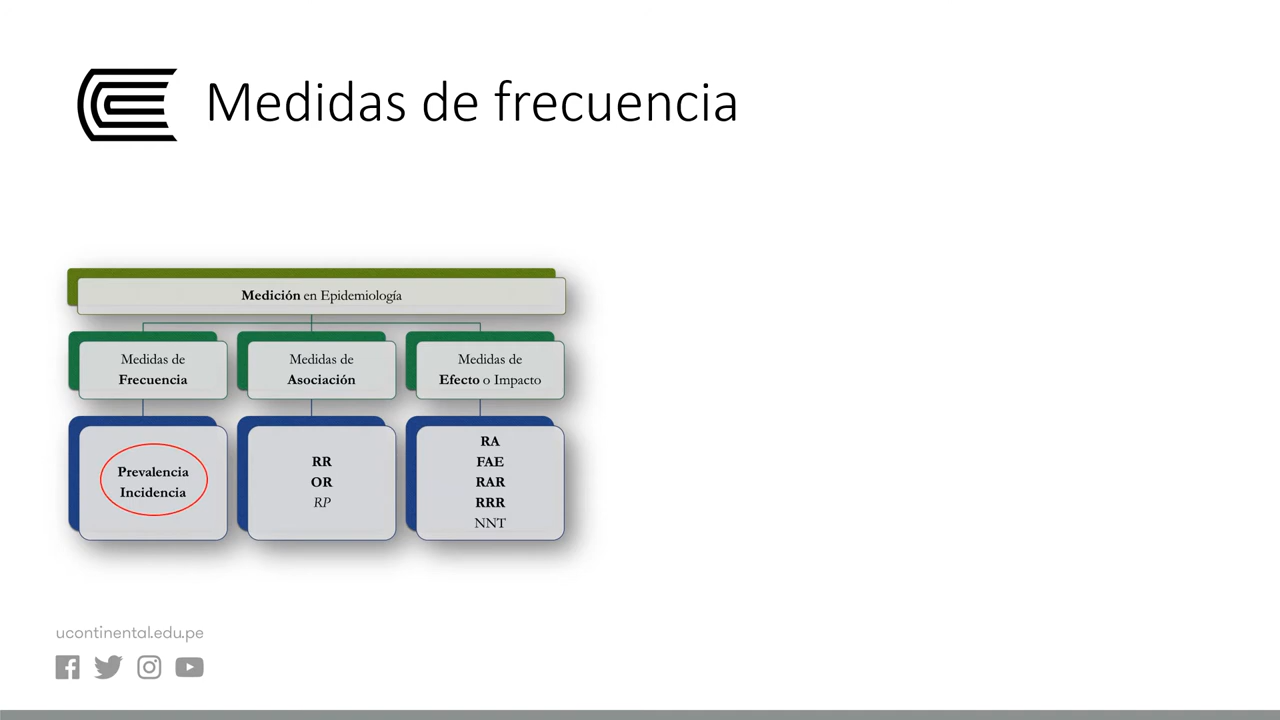 Medidas de frecuencia
Medición en Epidemiología
Medidas de
Frecuencia
Medidas de
Asociación
Medidas de
Efecto o Impacto
Prevalencia
Incidencia
RR
OR
RP
RA
FAE
RAR
RRR
NNT
ucontinental.edu.pe